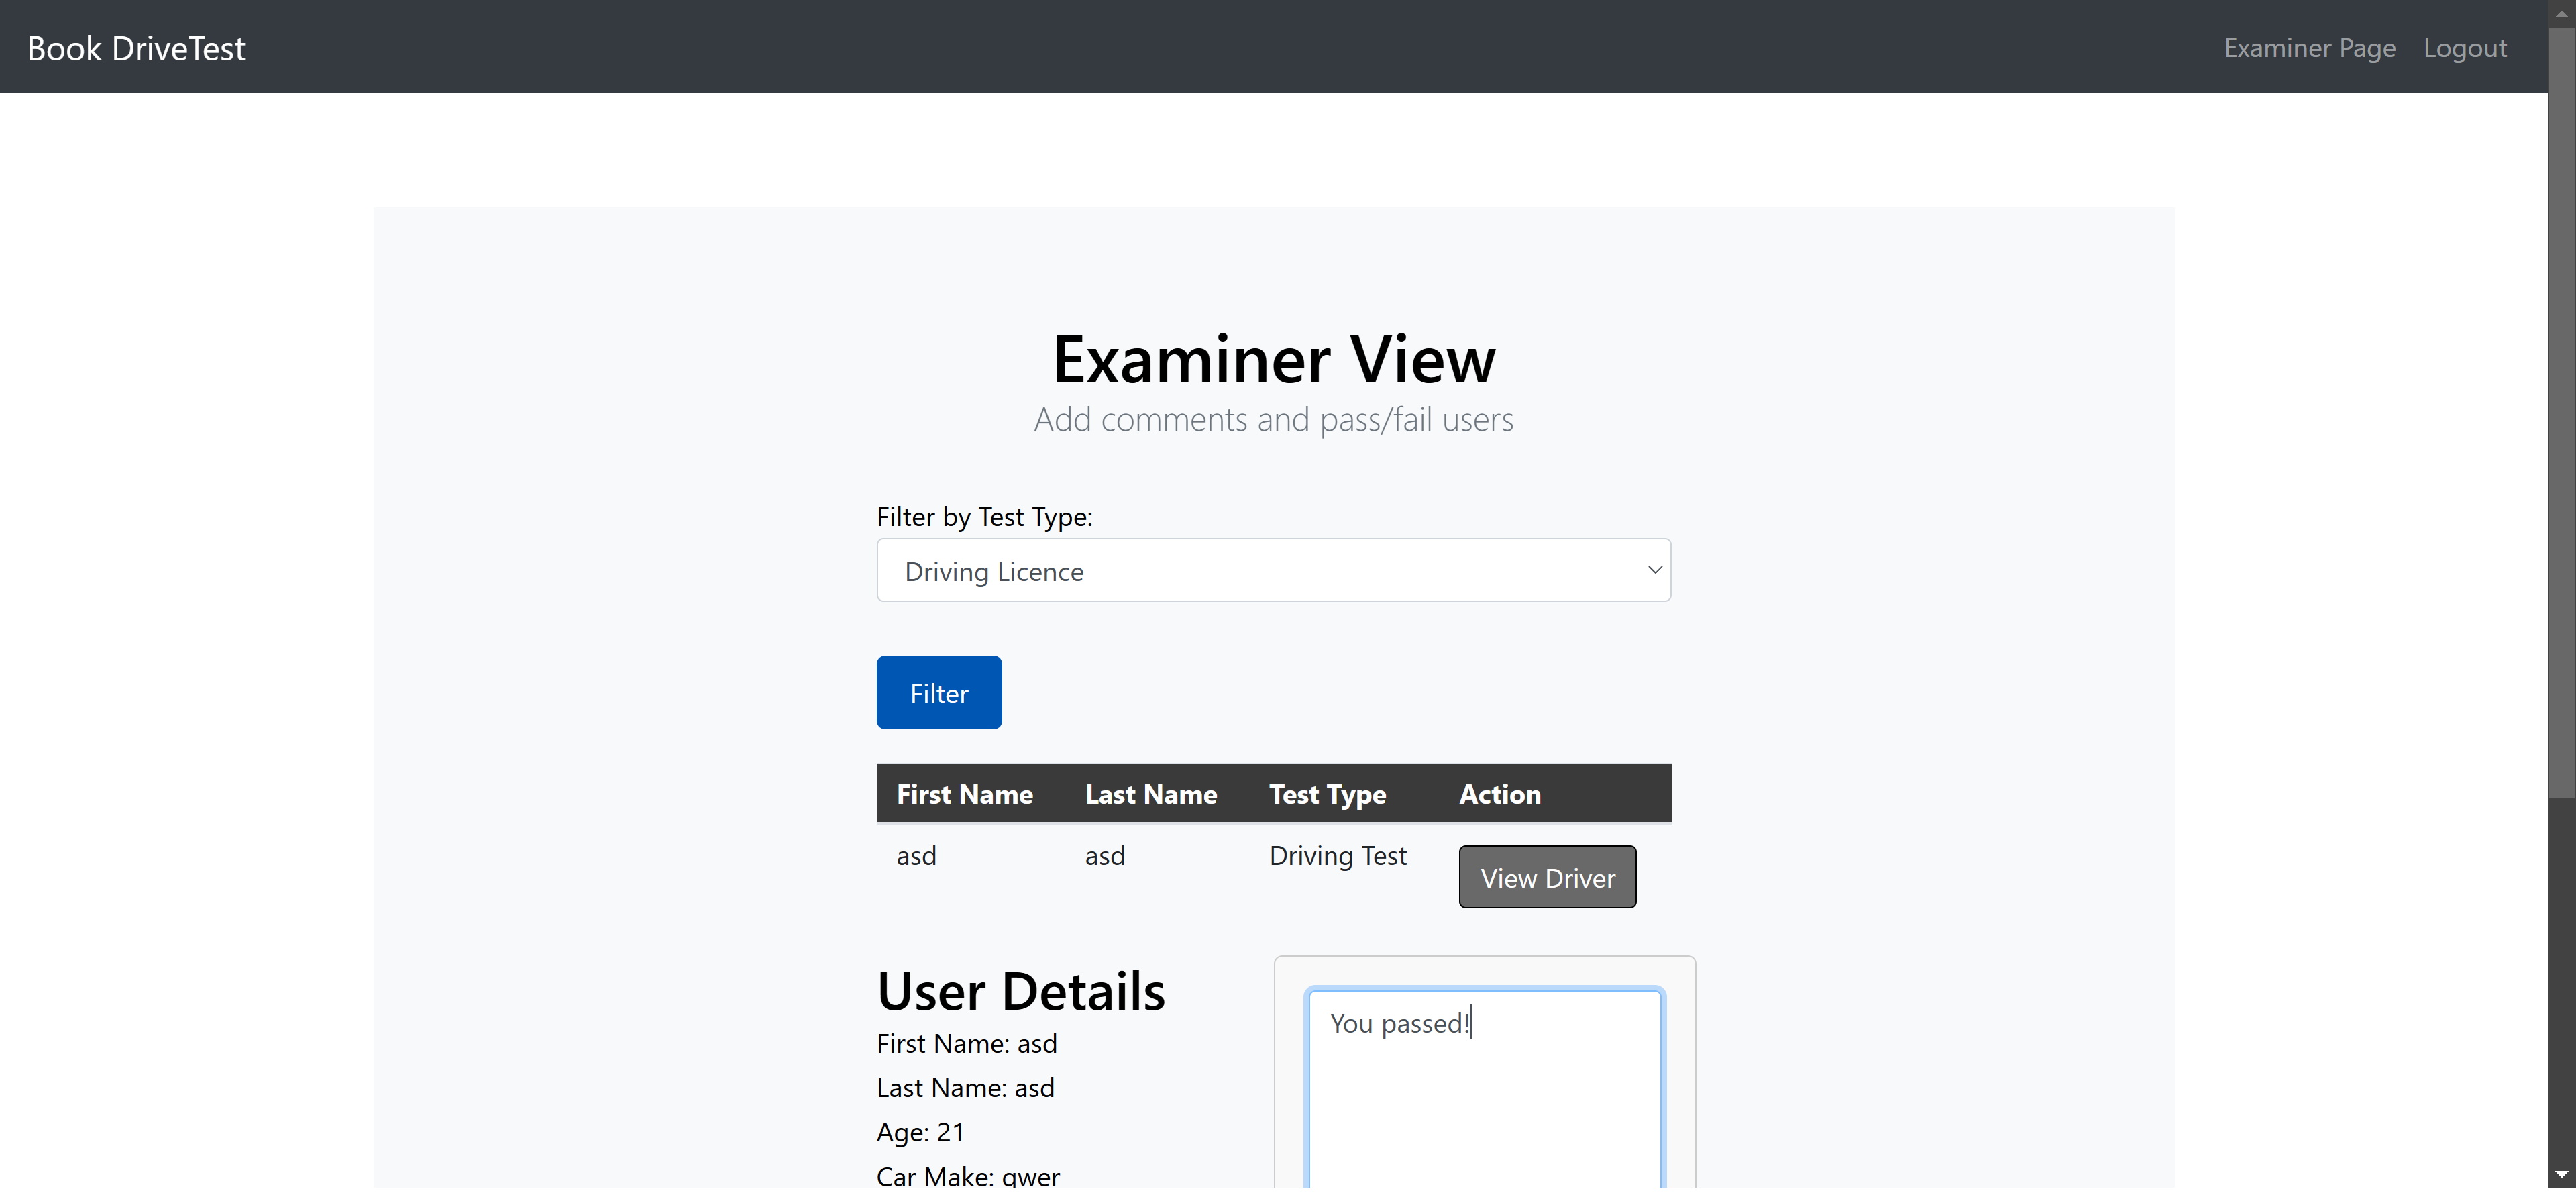 Book DriveTest
Examiner Page Logout
Examiner View
Add comments and pass/fail users
Filter by Test Type:
Driving Licence
Filter
First Name Last Name Test Type Action
asd asd Driving Test View Driver
User Details
You passed!
First Name: asd
Last Name: asd
Age: 21
Car Make: qwer